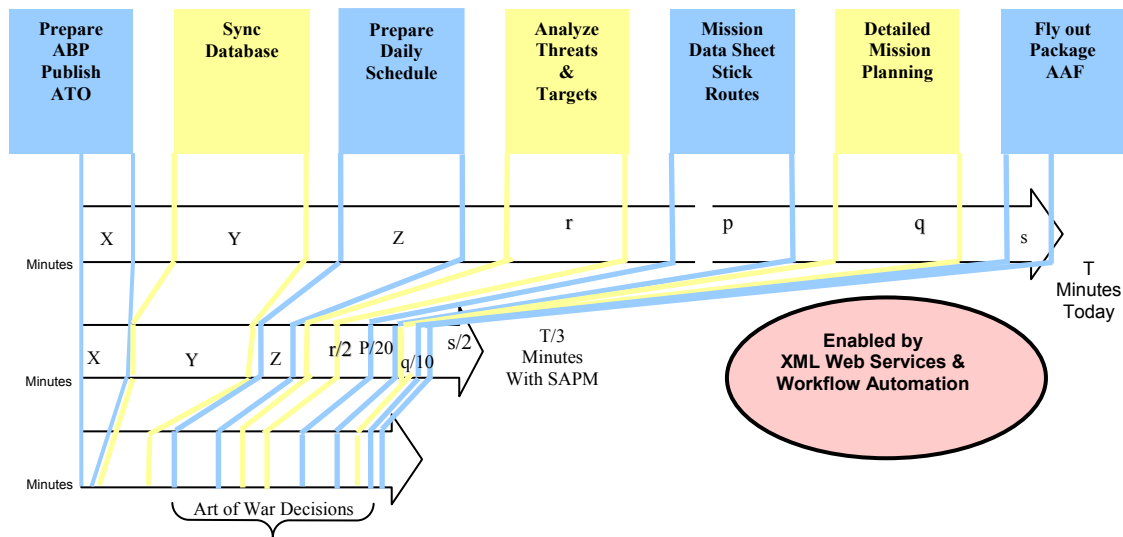 Prepare
ABP
Publish
ATO
Sync
Database
Prepare
Daily
Schedule
Analyze
Threats
&
Targets
Mission
Data Sheet
Stick
Routes
Detailed
Mission
Planning
Fly out
Package
AAF
X
Y
Z
r
p
q
s
Minutes
T
Minutes
Today
X
Y
Z
r/2
P/20
q/10
s/2
Minutes
T/3
Minutes
With SAPM
Enabled by
XML Web Services &
Workflow Automation
Minutes
Art of War Decisions